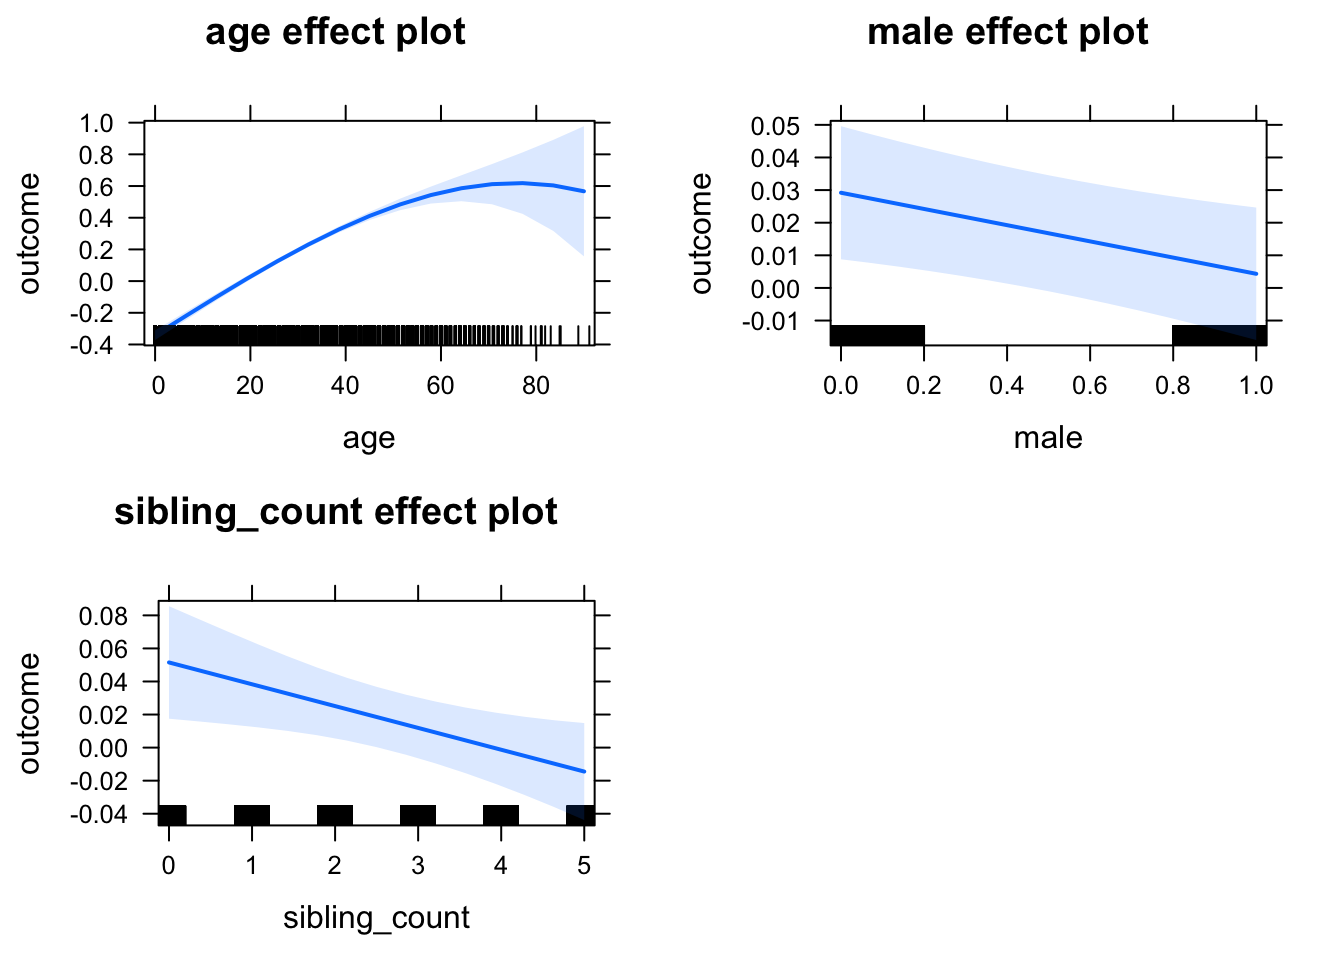 age effect plot
outcome
1.0
0.8
0.6
0.4
0.2
0.0
-0.2
-0.4
0 20 40 60 80
age
male effect plot
outcome
0.05
0.04
0.03
0.02
0.01
0.00
-0.01
0.0 0.2 0.4 0.6 0.8 1.0
male
sibling_count effect plot
outcome
0.08
0.06
0.04
0.02
0.00
-0.02
-0.04
0 1 2 3 4 5
sibling_count